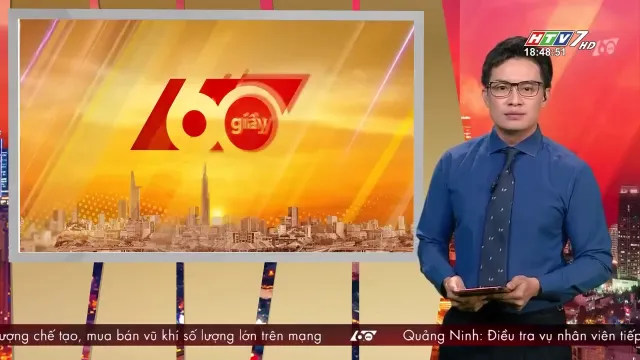 HTV7 HD
18:48:51
60
giây
ương chế tạo, mua bán vũ khí số lượng lớn trên mạng 60 Quảng Ninh: Điều tra vụ nhân viên tiếp